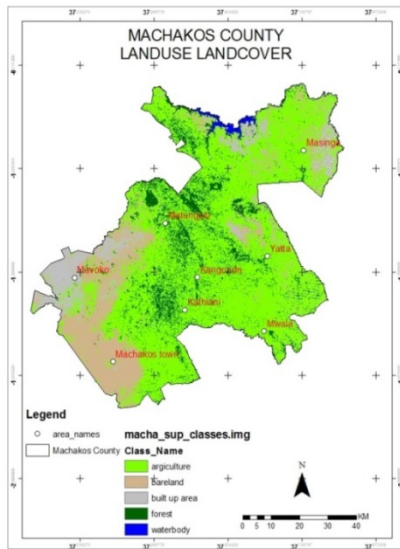 MACHAKOS COUNTY
LANDUSE LANDCOVER
Masinga
Matungulu
Yatta
Mavoko
Kangundo
Kathiani
Mwala
Machakos town
Legend
area_names
Machakos County
macha_sup_classes.img
Class_Name
argiculture
bareland
built up area
forest
waterbody
N
KM
0 5 10 20 30 40